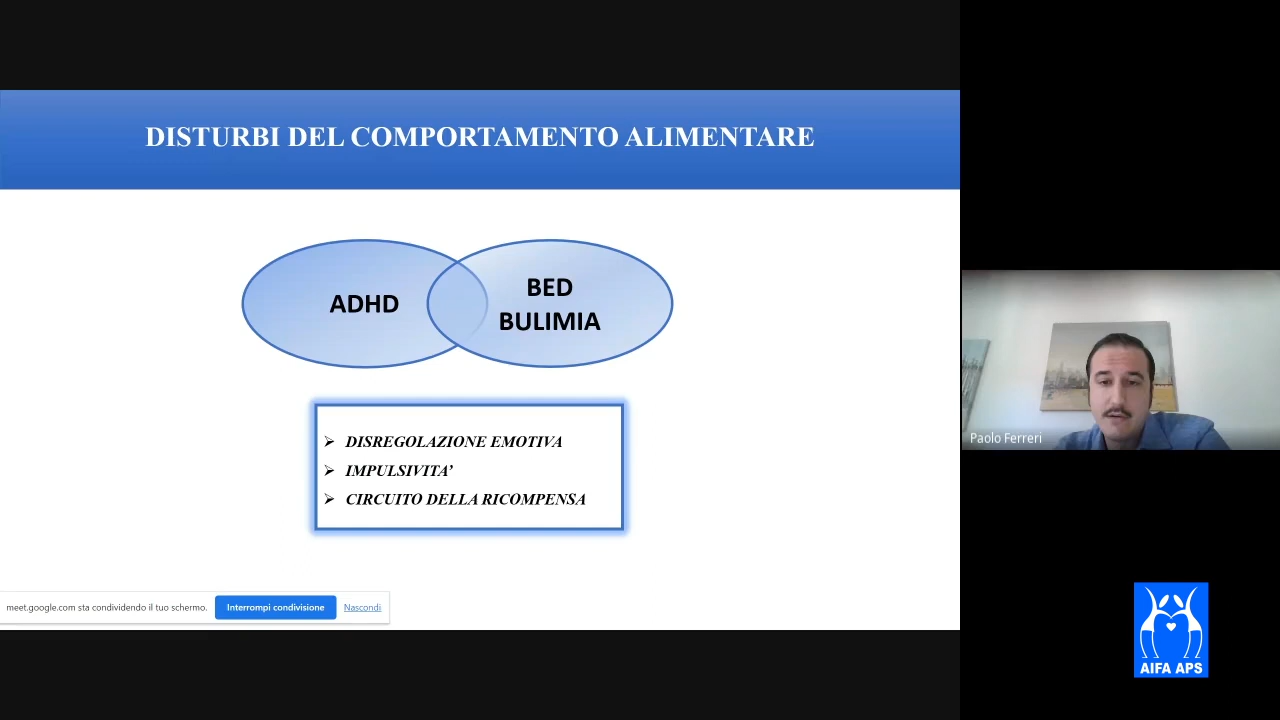 DISTURBI DEL COMPORTAMENTO ALIMENTARE
ADHD
BED
BULIMIA
DISREGOLAZIONE EMOTIVA
IMPULSIVITA’
CIRCUITO DELLA RICOMPENSA
meet.google.com sta condividendo il tuo schermo. Interrompi condivisione Nascondi
Paolo Ferreri
AIFA APS